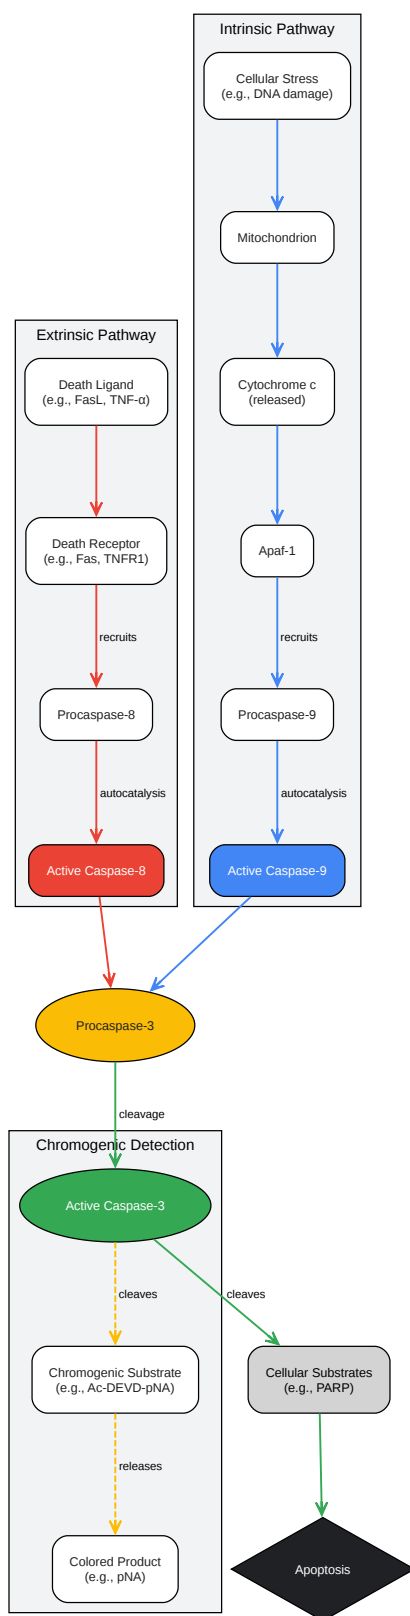 Intrinsic Pathway
Cellular Stress
(e.g., DNA damage)
Mitochondrion
Extrinsic Pathway
Death Ligand
(e.g., FasL, TNF-α)
Cytochrome c
(released)
Death Receptor
(e.g., Fas, TNFR1)
Apaf-1
recruits
recruits
Procaspase-8
Procaspase-9
autocatalysis
autocatalysis
Active Caspase-8
Active Caspase-9
Procaspase-3
cleavage
Chromogenic Detection
Active Caspase-3
cleaves
cleaves
Chromogenic Substrate
(e.g., Ac-DEVD-pNA)
Cellular Substrates
(e.g., PARP)
releases
Colored Product
(e.g., pNA)
Apoptosis